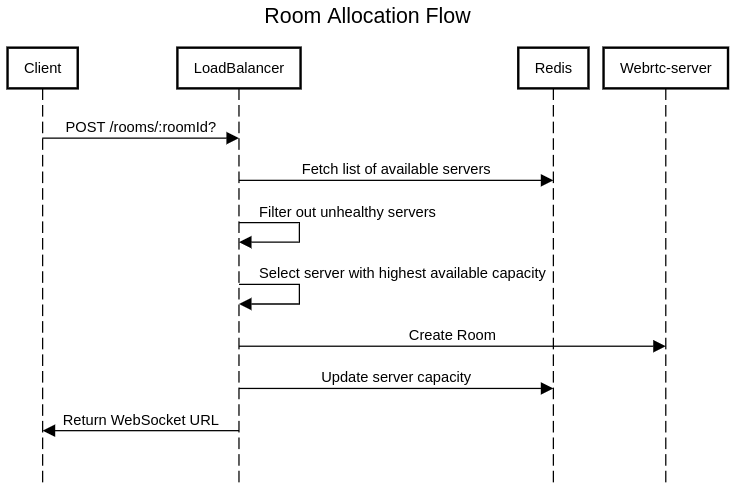 Room Allocation Flow
Client
LoadBalancer
Redis
Webrtc-server
POST /rooms/:roomId?
Fetch list of available servers
Filter out unhealthy servers
Select server with highest available capacity
Create Room
Update server capacity
Return WebSocket URL